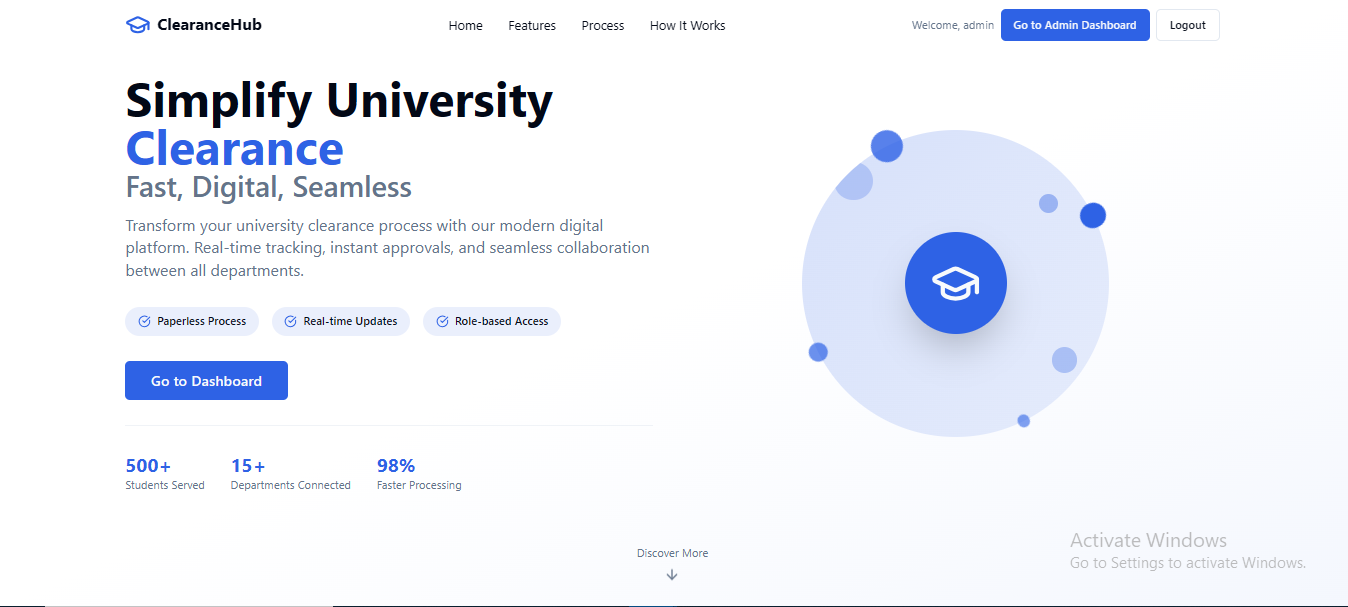 ClearanceHub
Home
Features
Process
How It Works
Welcome, admin
Go to Admin Dashboard
Logout
Simplify University
Clearance
Fast, Digital, Seamless
Transform your university clearance process with our modern digital
platform. Real-time tracking, instant approvals, and seamless collaboration
between all departments.
Paperless Process
Real-time Updates
Role-based Access
Go to Dashboard
500+
Students Served
15+
Departments Connected
98%
Faster Processing
Discover More
Activate Windows
Go to Settings to activate Windows.